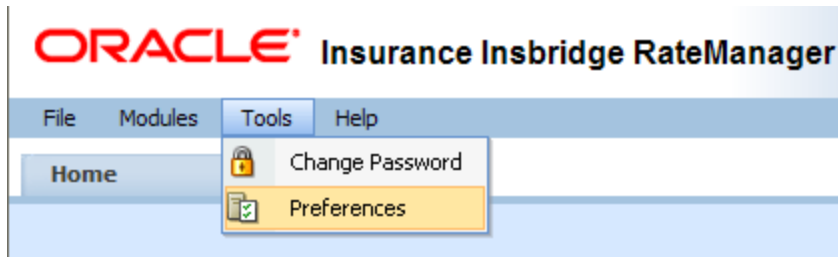 ORACLE Insurance Insbridge RateManager
File Modules Tools Help
Home
Change Password
Preferences